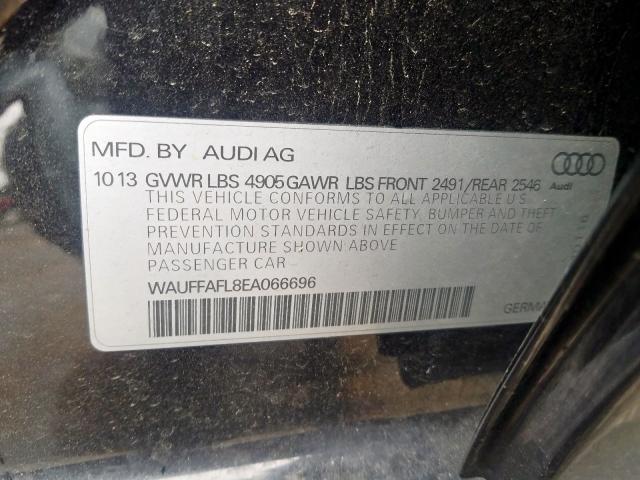 MFD. BY AUDI AG
10 13 GVWR LBS 4905 GAWR LBS FRONT 2491/REAR 2546
Audi
THIS VEHICLE CONFORMS TO ALL APPLICABLE U S
FEDERAL MOTOR VEHICLE SAFETY, BUMPER AND THEFT
PREVENTION STANDARDS IN EFFECT ON THE DATE OF
MANUFACTURE SHOWN ABOVE
PASSENGER CAR
WAUFFAFL8EA066696